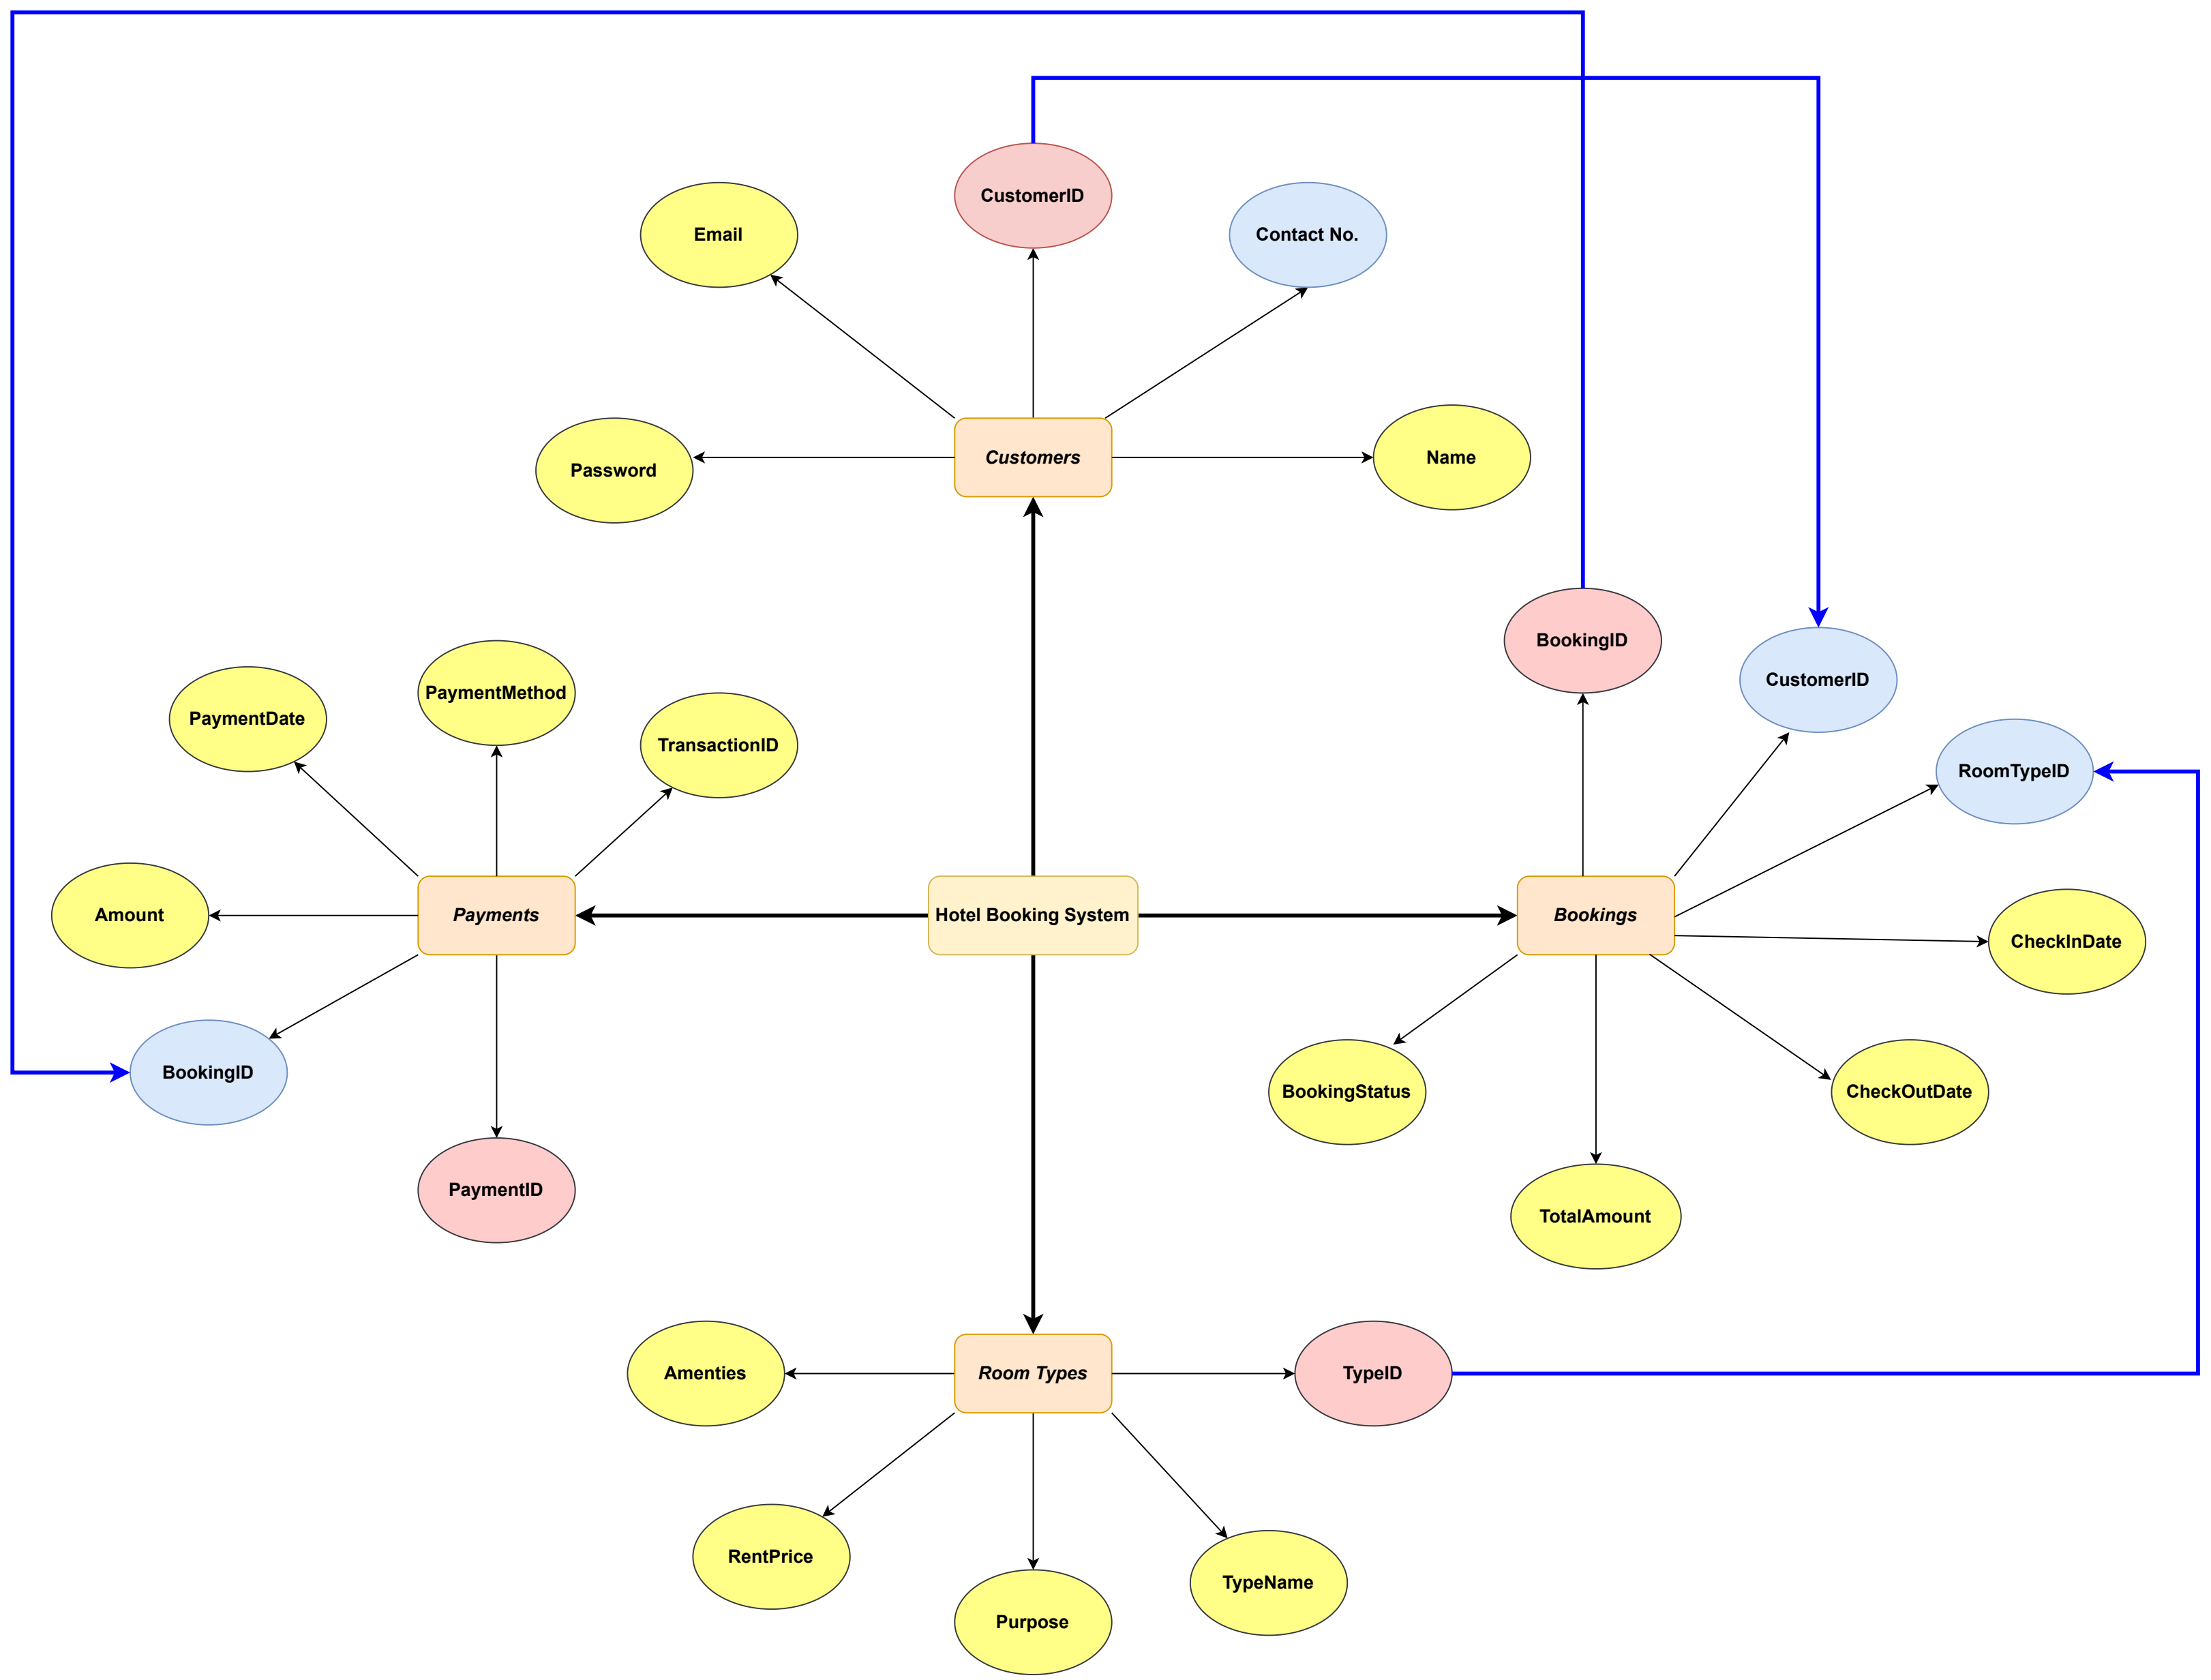 CustomerID
Email
Contact No.
Customers
Name
Password
BookingID
CustomerID
PaymentMethod
PaymentDate
TransactionID
RoomTypeID
Amount
Payments
Hotel Booking System
Bookings
CheckInDate
BookingID
BookingStatus
CheckOutDate
PaymentID
TotalAmount
Amenties
Room Types
TypeID
RentPrice
TypeName
Purpose